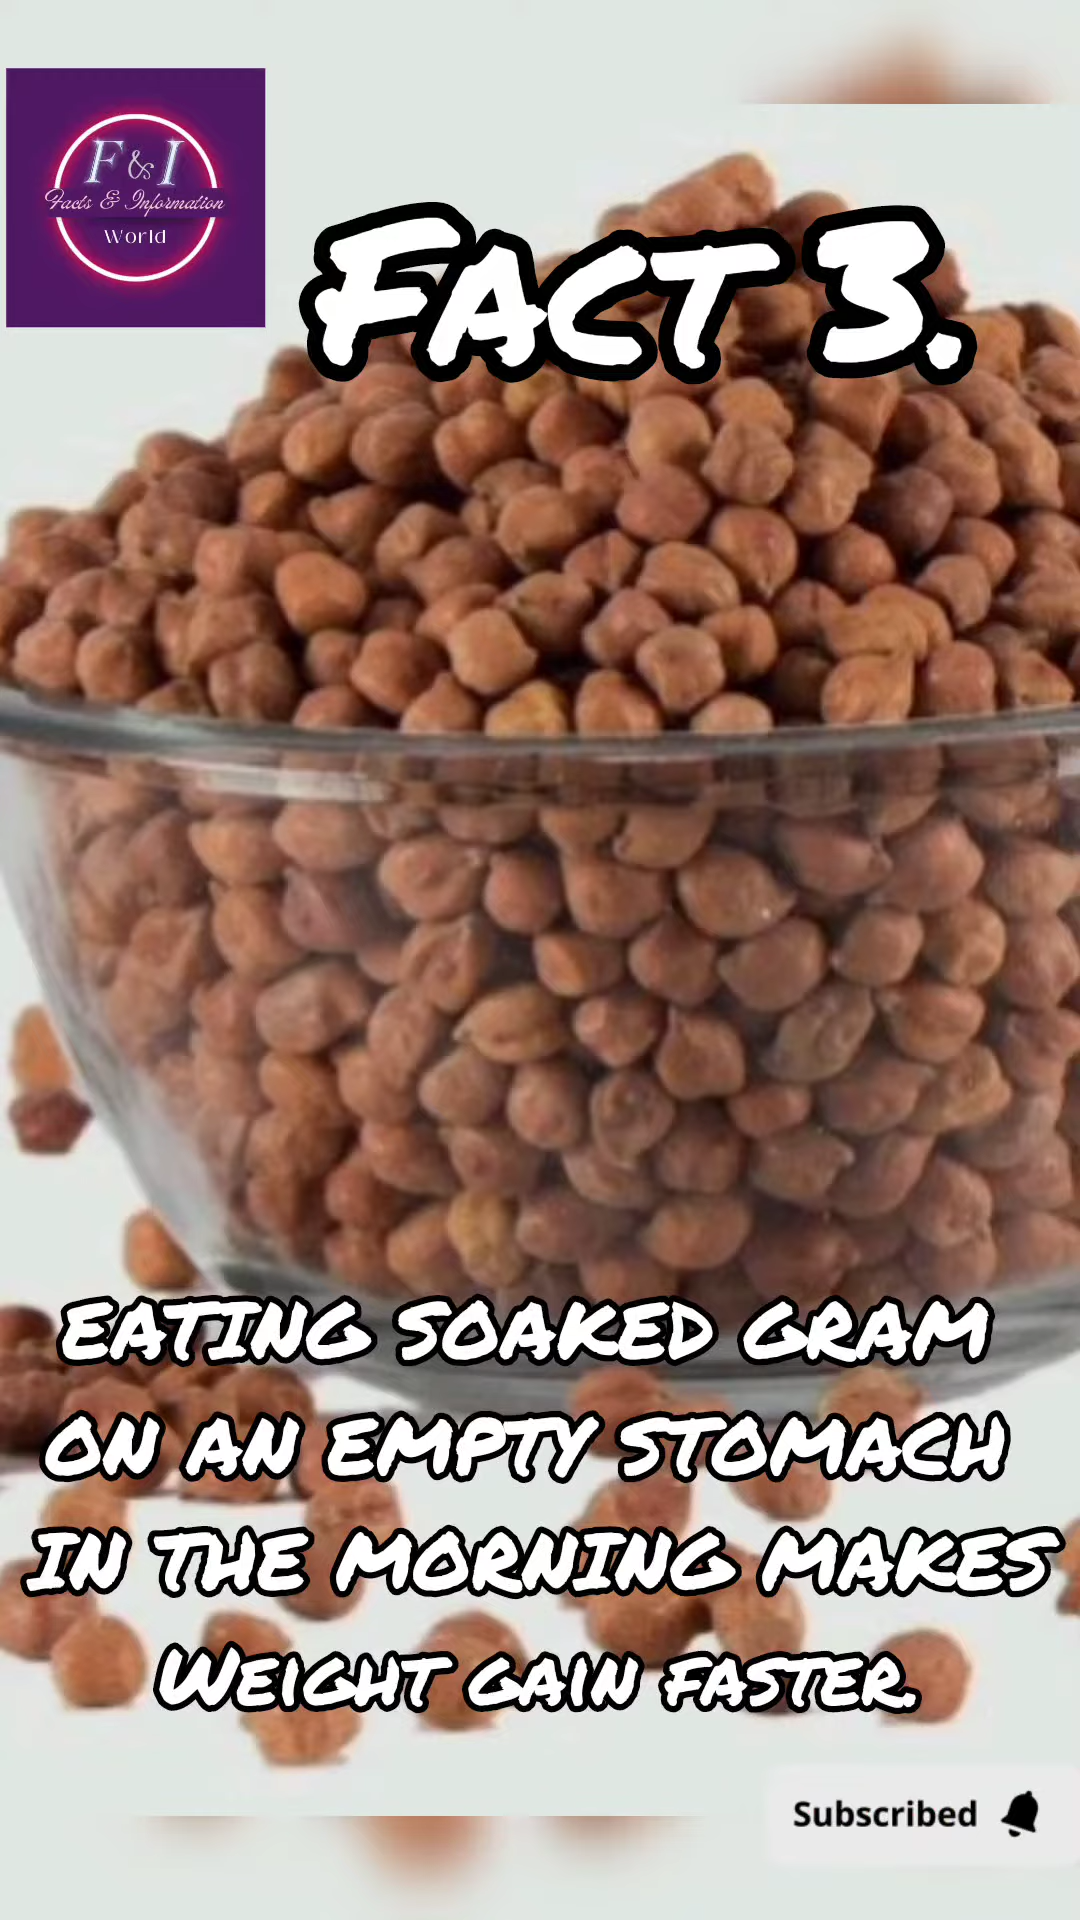 F & I
Facts & Information
World
FACT 3.
EATING SOAKED GRAM
ON AN EMPTY STOMACH
IN THE MORNING MAKES
WEIGHT GAIN FASTER.
Subscribed